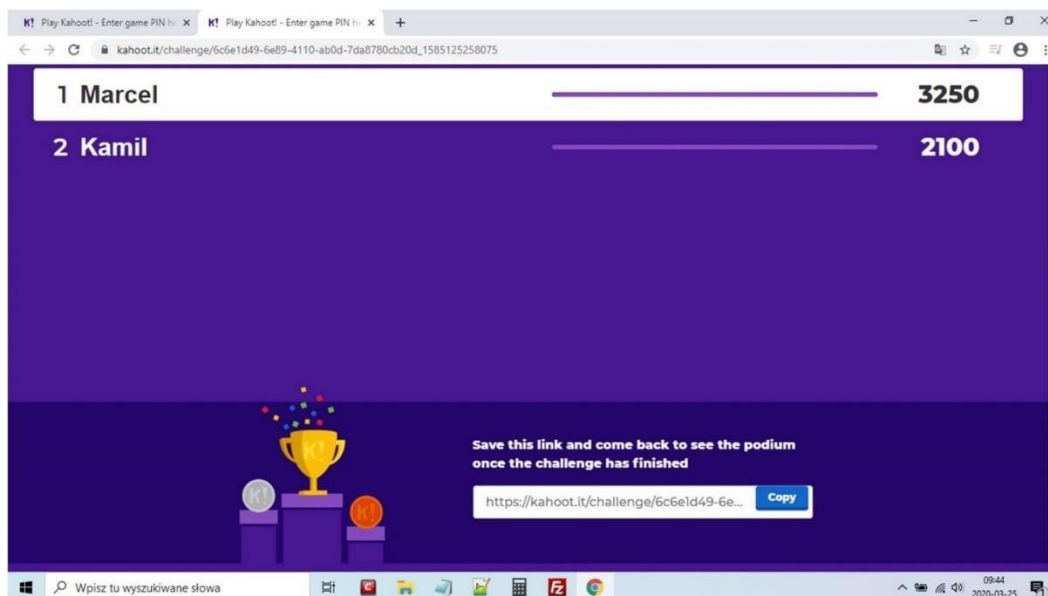 K! Play Kahoot! - Enter game PIN h
K! Play Kahoot! - Enter game PIN h
kahoot.it/challenge/6c6e1d49-6e89-4110-ab0d-7da8780cb20d_1585125258075
1 Marcel 3250
2 Kamil 2100
K!
K!
K!
Save this link and come back to see the podium
once the challenge has finished
https://kahoot.it/challenge/6c6e1d49-6e... Copy
Wpisz tu wyszukiwane słowa
Fz
09:44
2020-03-25